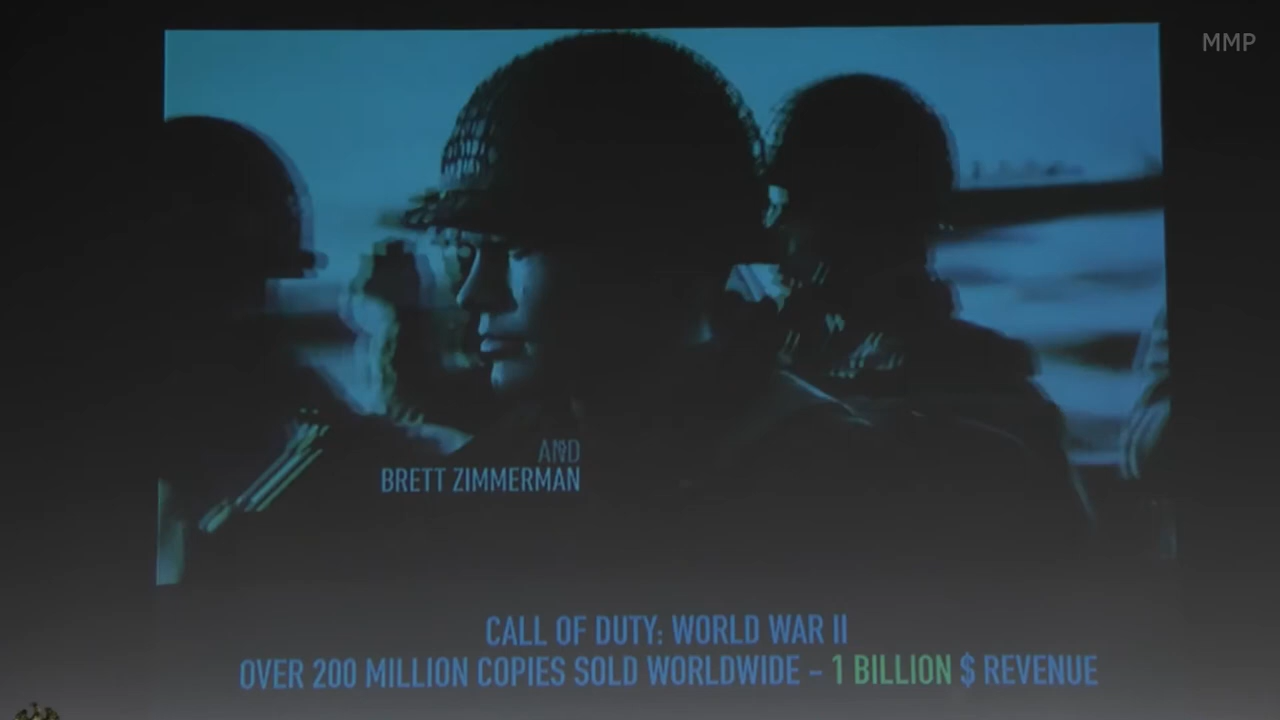 MMP
AND
BRETT ZIMMERMAN
CALL OF DUTY: WORLD WAR II
OVER 200 MILLION COPIES SOLD WORLDWIDE - 1 BILLION $ REVENUE